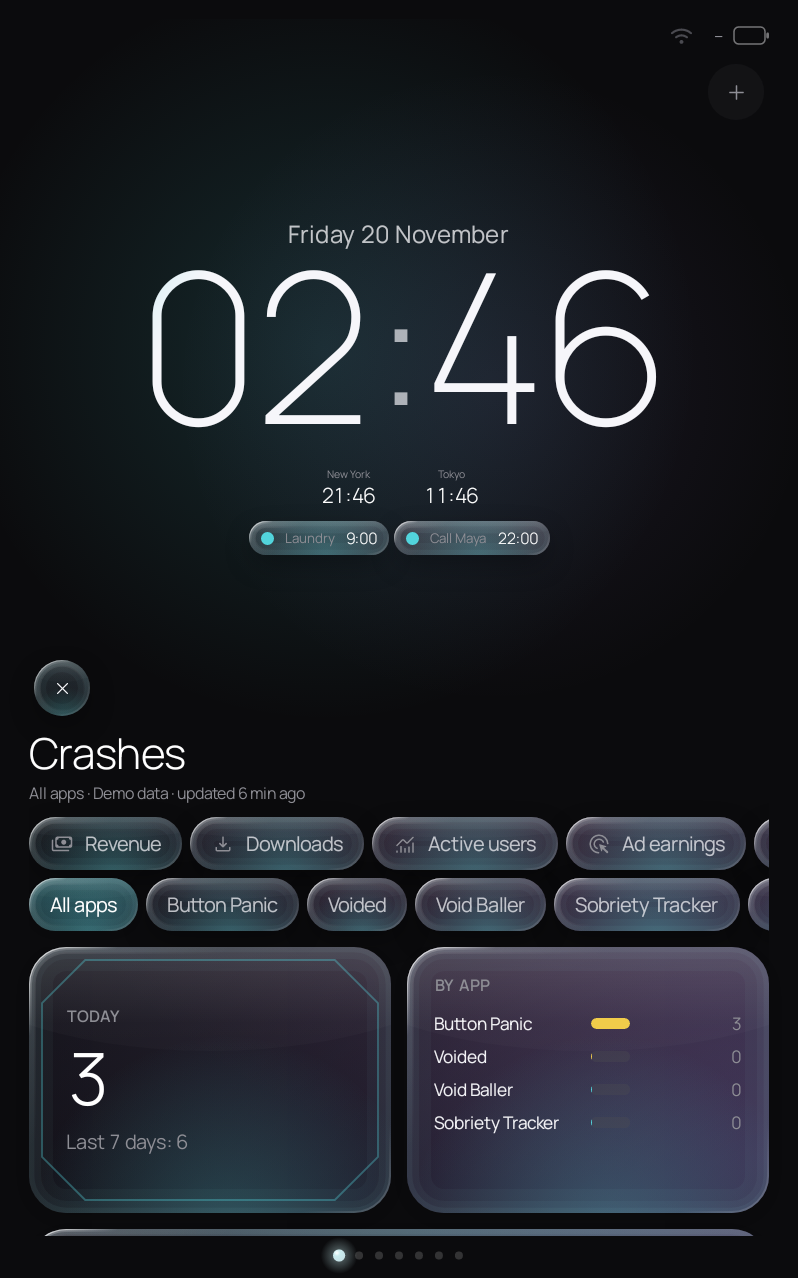 –
Friday 20 November
02:46
New York Tokyo
21:46 11:46
Laundry 9:00 Call Maya 22:00
Crashes
All apps · Demo data · updated 6 min ago
Revenue Downloads Active users Ad earnings
All apps Button Panic Voided Void Baller Sobriety Tracker
TODAY
3
Last 7 days: 6
BY APP
Button Panic 3
Voided 0
Void Baller 0
Sobriety Tracker 0